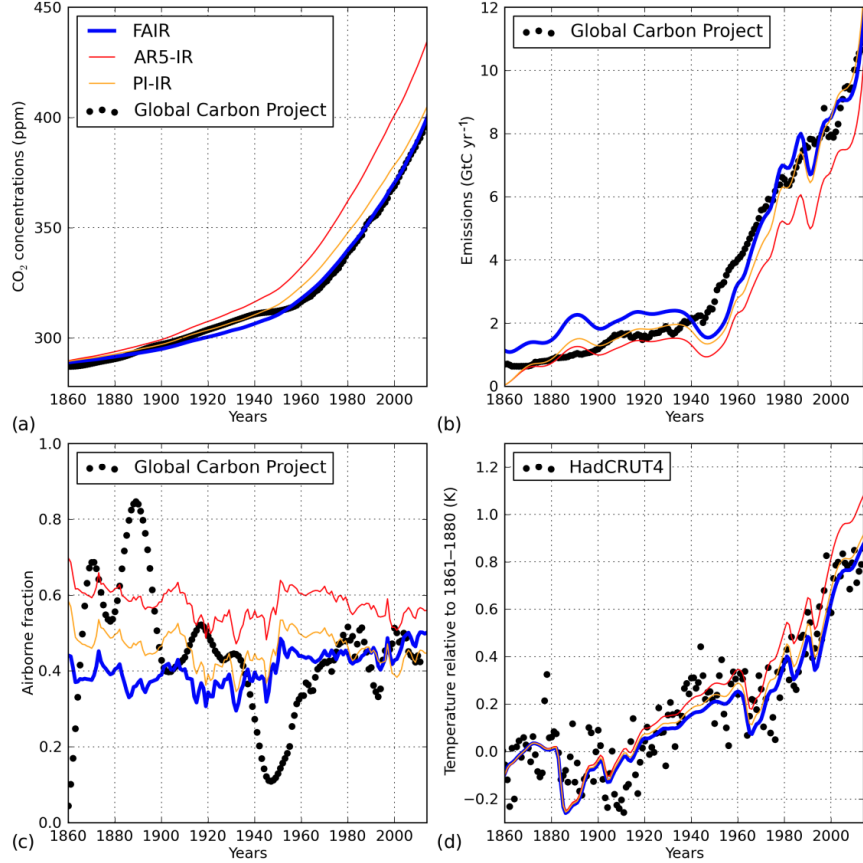 450
400
350
300
CO₂ concentrations (ppm)
FAIR
AR5-IR
PI-IR
Global Carbon Project
1860 1880 1900 1920 1940 1960 1980 2000
Years
(a)
12
10
8
6
4
2
0
Emissions (GtC yr⁻¹)
Global Carbon Project
1860 1880 1900 1920 1940 1960 1980 2000
Years
(b)
1.0
0.8
0.6
0.4
0.2
0.0
Airborne fraction
Global Carbon Project
1860 1880 1900 1920 1940 1960 1980 2000
Years
(c)
1.2
1.0
0.8
0.6
0.4
0.2
0.0
−0.2
Temperature relative to 1861–1880 (K)
HadCRUT4
1860 1880 1900 1920 1940 1960 1980 2000
Years
(d)